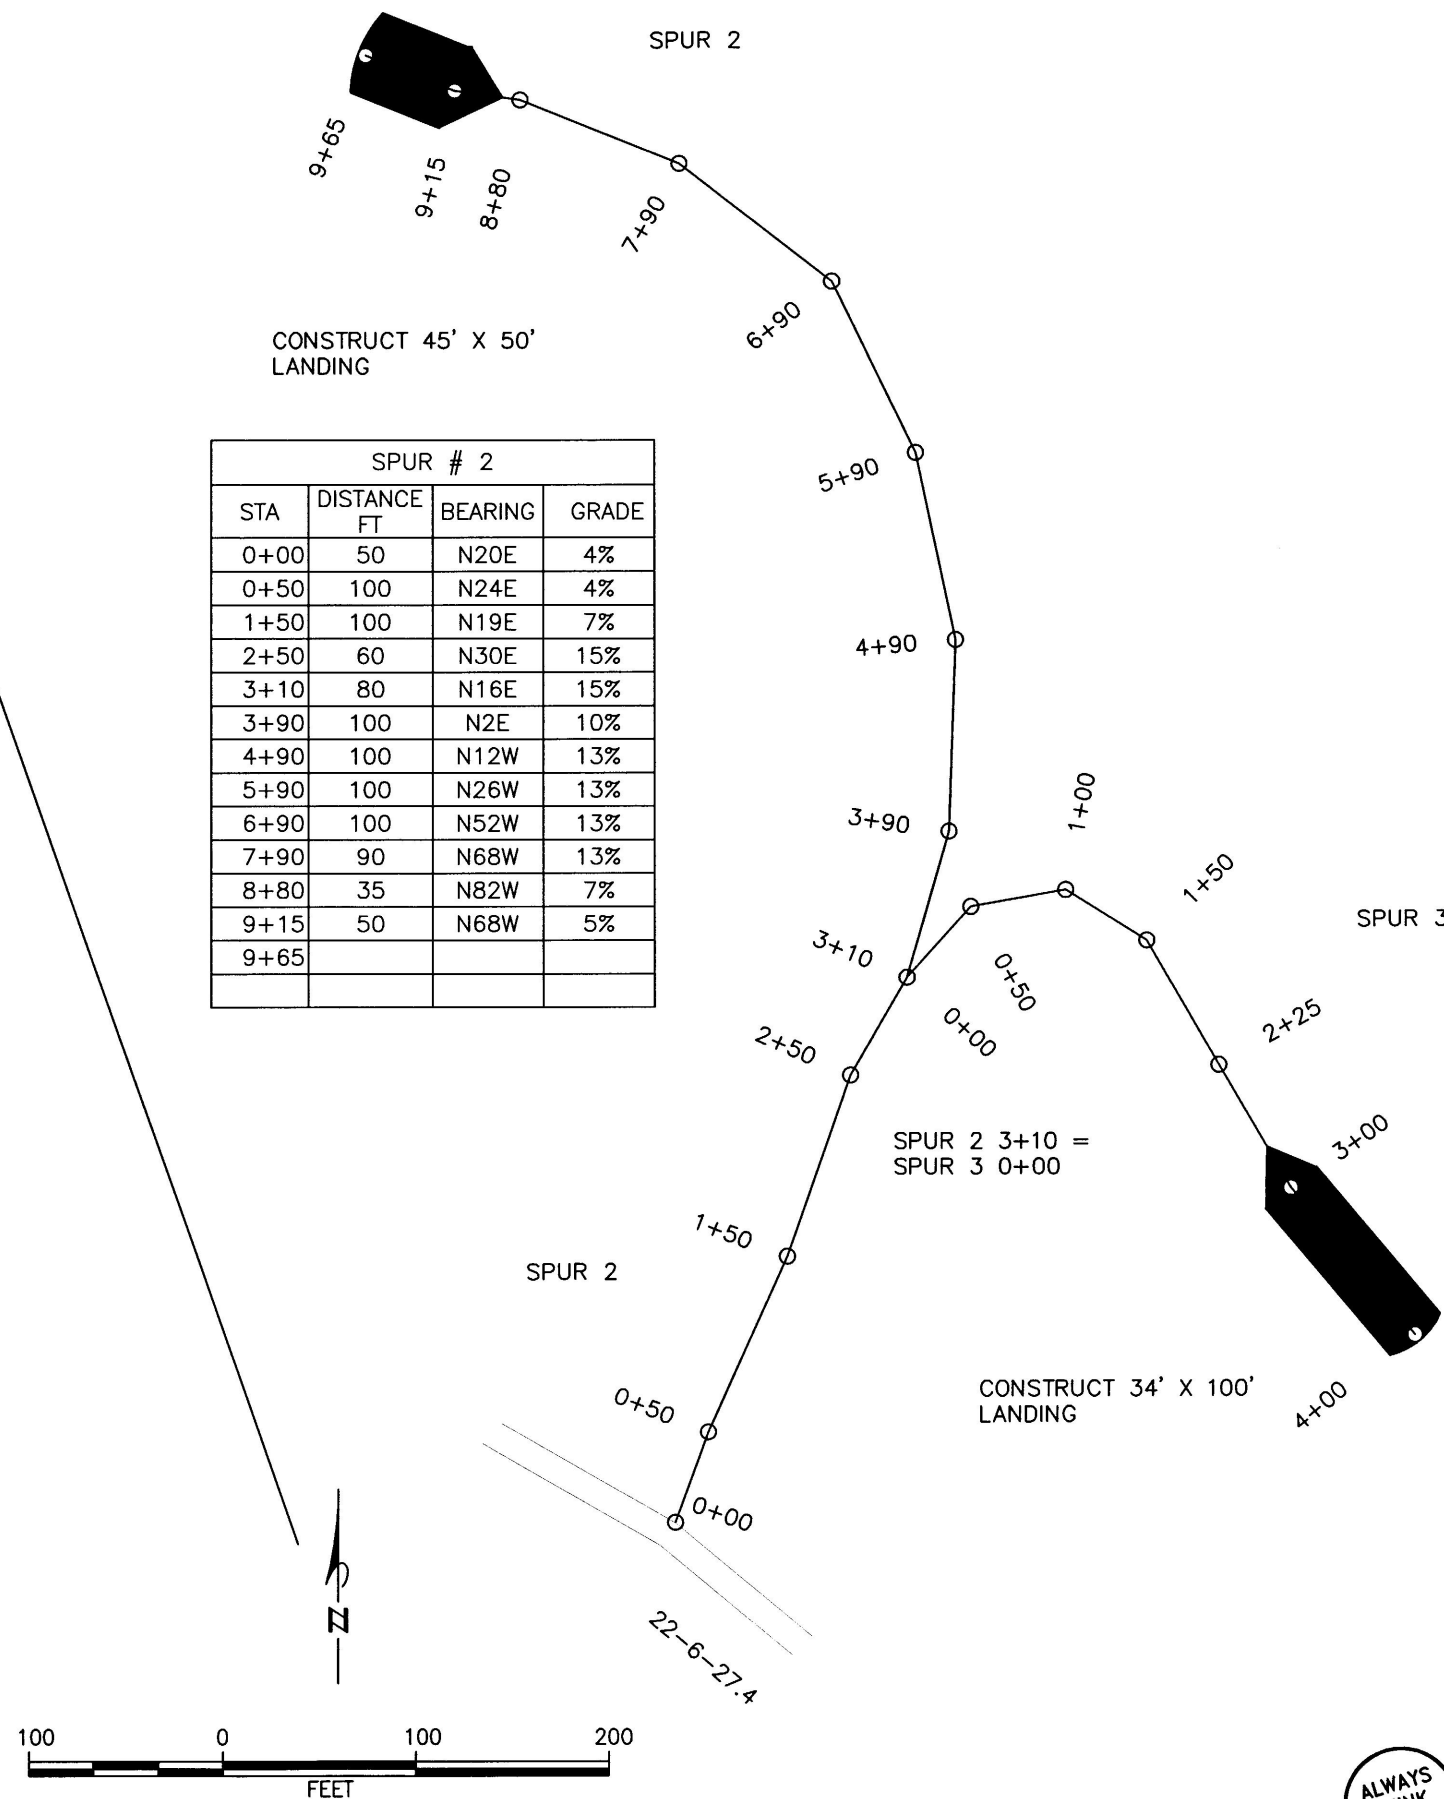 SPUR 2
9+65
9+15
8+80
7+90
6+90
CONSTRUCT 45' X 50'
LANDING
5+90
SPUR # 2
STA DISTANCE FT BEARING GRADE
0+00 50 N20E 4%
0+50 100 N24E 4%
1+50 100 N19E 7%
2+50 60 N30E 15%
3+10 80 N16E 15%
3+90 100 N2E 10%
4+90 100 N12W 13%
5+90 100 N26W 13%
6+90 100 N52W 13%
7+90 90 N68W 13%
8+80 35 N82W 7%
9+15 50 N68W 5%
9+65
4+90
3+90
1+00
1+50
SPUR 3
3+10
0+50
0+00
2+25
2+50
SPUR 2 3+10 =
SPUR 3 0+00
3+00
1+50
SPUR 2
CONSTRUCT 34' X 100'
LANDING
4+00
0+50
0+00
22-6-27.4
N
100 0 100 200
FEET
ALWAYS